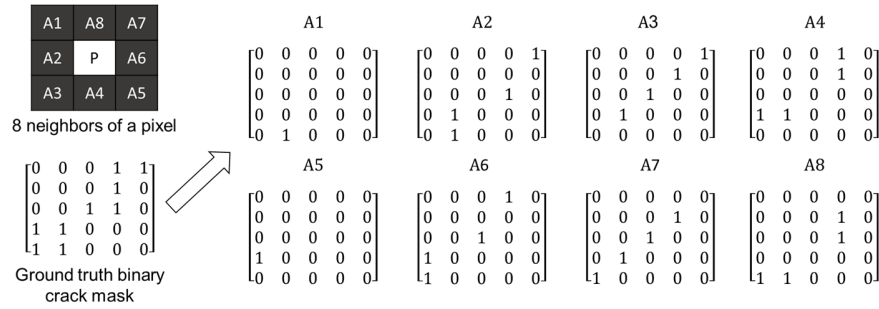 A1 A8 A7
A2 P A6
A3 A4 A5
8 neighbors of a pixel
0 0 0 1 1
0 0 0 1 0
0 0 1 1 0
1 1 0 0 0
1 1 0 0 0
Ground truth binary
crack mask
A1
0 0 0 0 0
0 0 0 0 0
0 0 0 0 0
0 0 0 0 0
0 1 0 0 0
A2
0 0 0 0 1
0 0 0 0 0
0 0 0 1 0
0 1 0 0 0
0 1 0 0 0
A3
0 0 0 0 1
0 0 0 1 0
0 0 1 0 0
0 1 0 0 0
0 0 0 0 0
A4
0 0 0 1 0
0 0 0 1 0
0 0 0 0 0
1 1 0 0 0
0 0 0 0 0
A5
0 0 0 0 0
0 0 0 0 0
0 0 0 0 0
1 0 0 0 0
0 0 0 0 0
A6
0 0 0 1 0
0 0 0 0 0
0 0 1 0 0
1 0 0 0 0
1 0 0 0 0
A7
0 0 0 0 0
0 0 0 1 0
0 0 1 0 0
0 1 0 0 0
1 0 0 0 0
A8
0 0 0 0 0
0 0 0 1 0
0 0 0 1 0
0 0 0 0 0
1 1 0 0 0